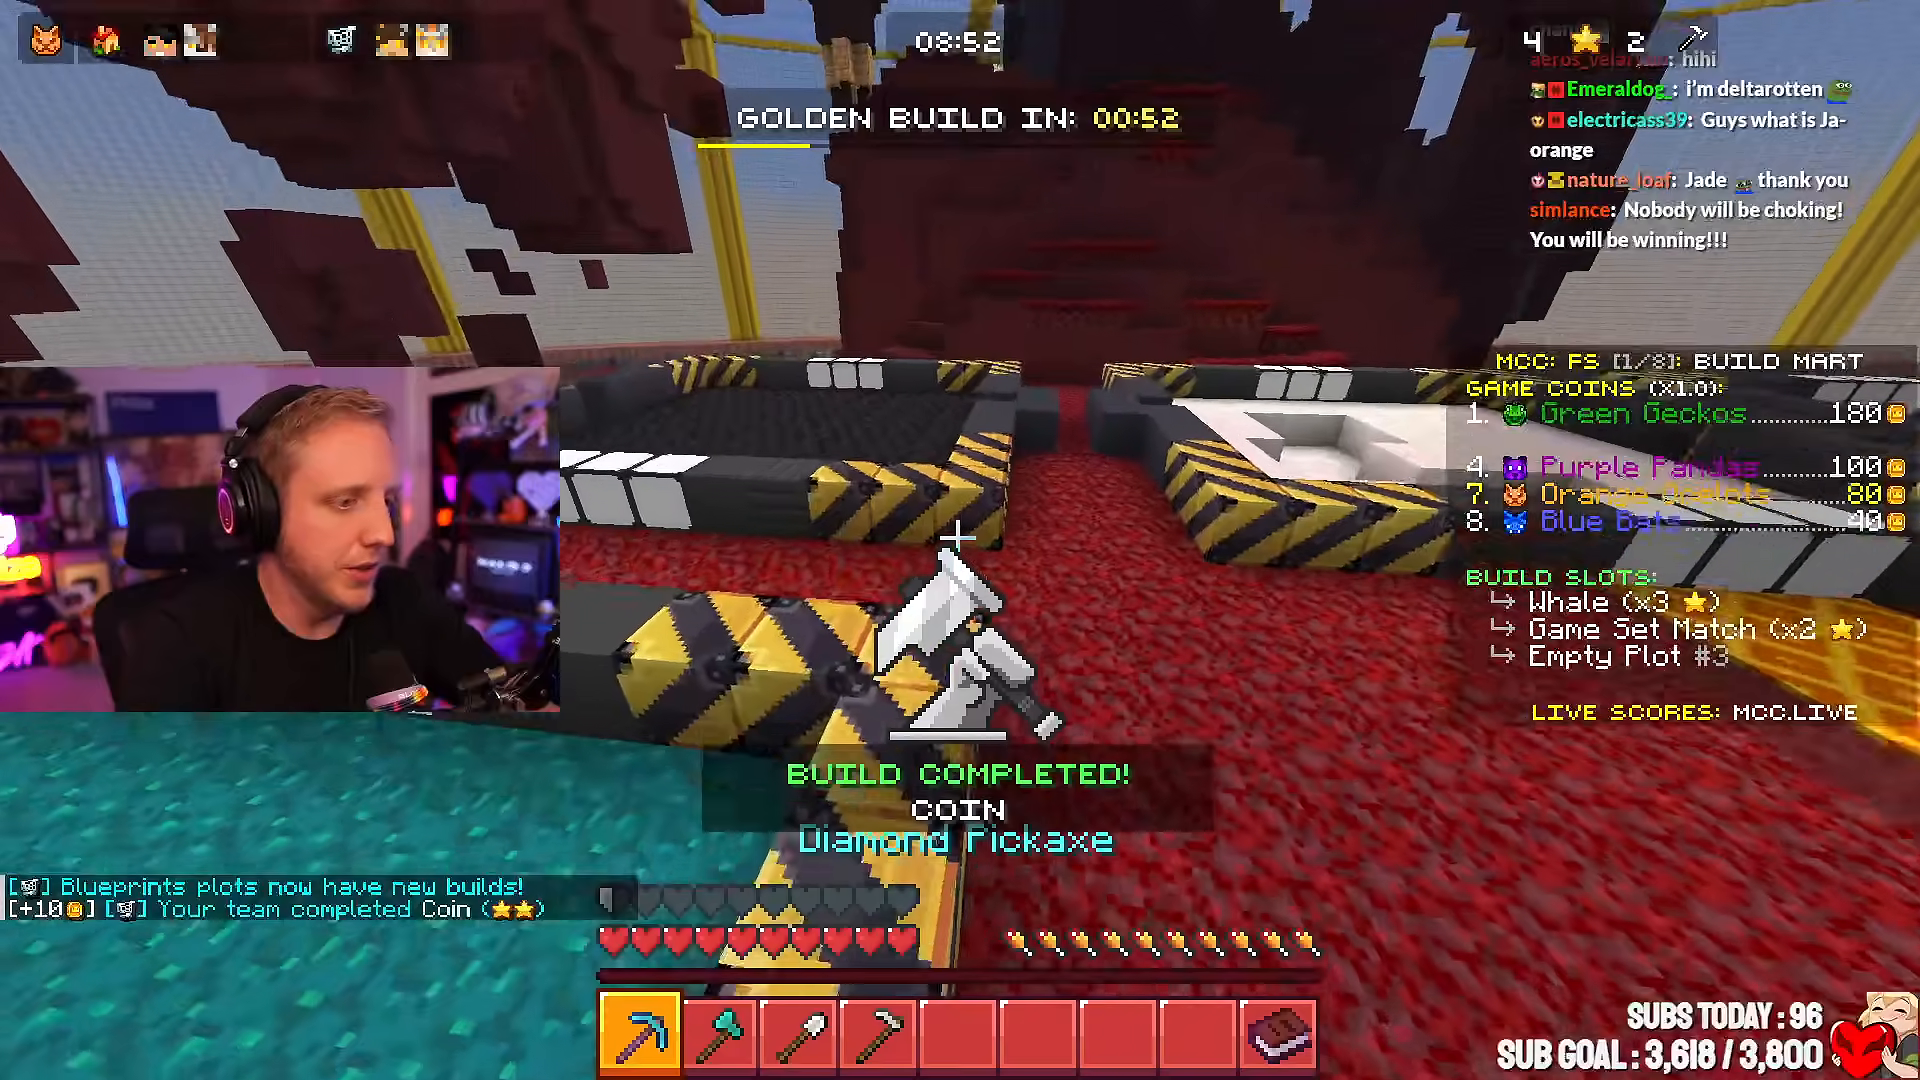 08:52
4 2
GOLDEN BUILD IN: 00:52
: hihi
Emeraldog_: i'm deltarotten
electricass39: Guys what is Ja-
orange
nature_loaf: Jade thank you
simlance: Nobody will be choking!
You will be winning!!!
MCC: FS [1/8]: BUILD MART
GAME COINS (X1.0):
1. Green Geckos...........180
4. Purple Pandas..........100
7. Orange Ocelots.........80
8. Blue Bats..............40
BUILD SLOTS:
Whale (x3 ★)
Game Set Match (x2 ★)
Empty Plot #3
LIVE SCORES: MCC.LIVE
BUILD COMPLETED!
COIN
Diamond Pickaxe
[] Blueprints plots now have new builds!
[+10] [] Your team completed Coin (★★)
SUBS TODAY : 96
SUB GOAL : 3,618 / 3,800